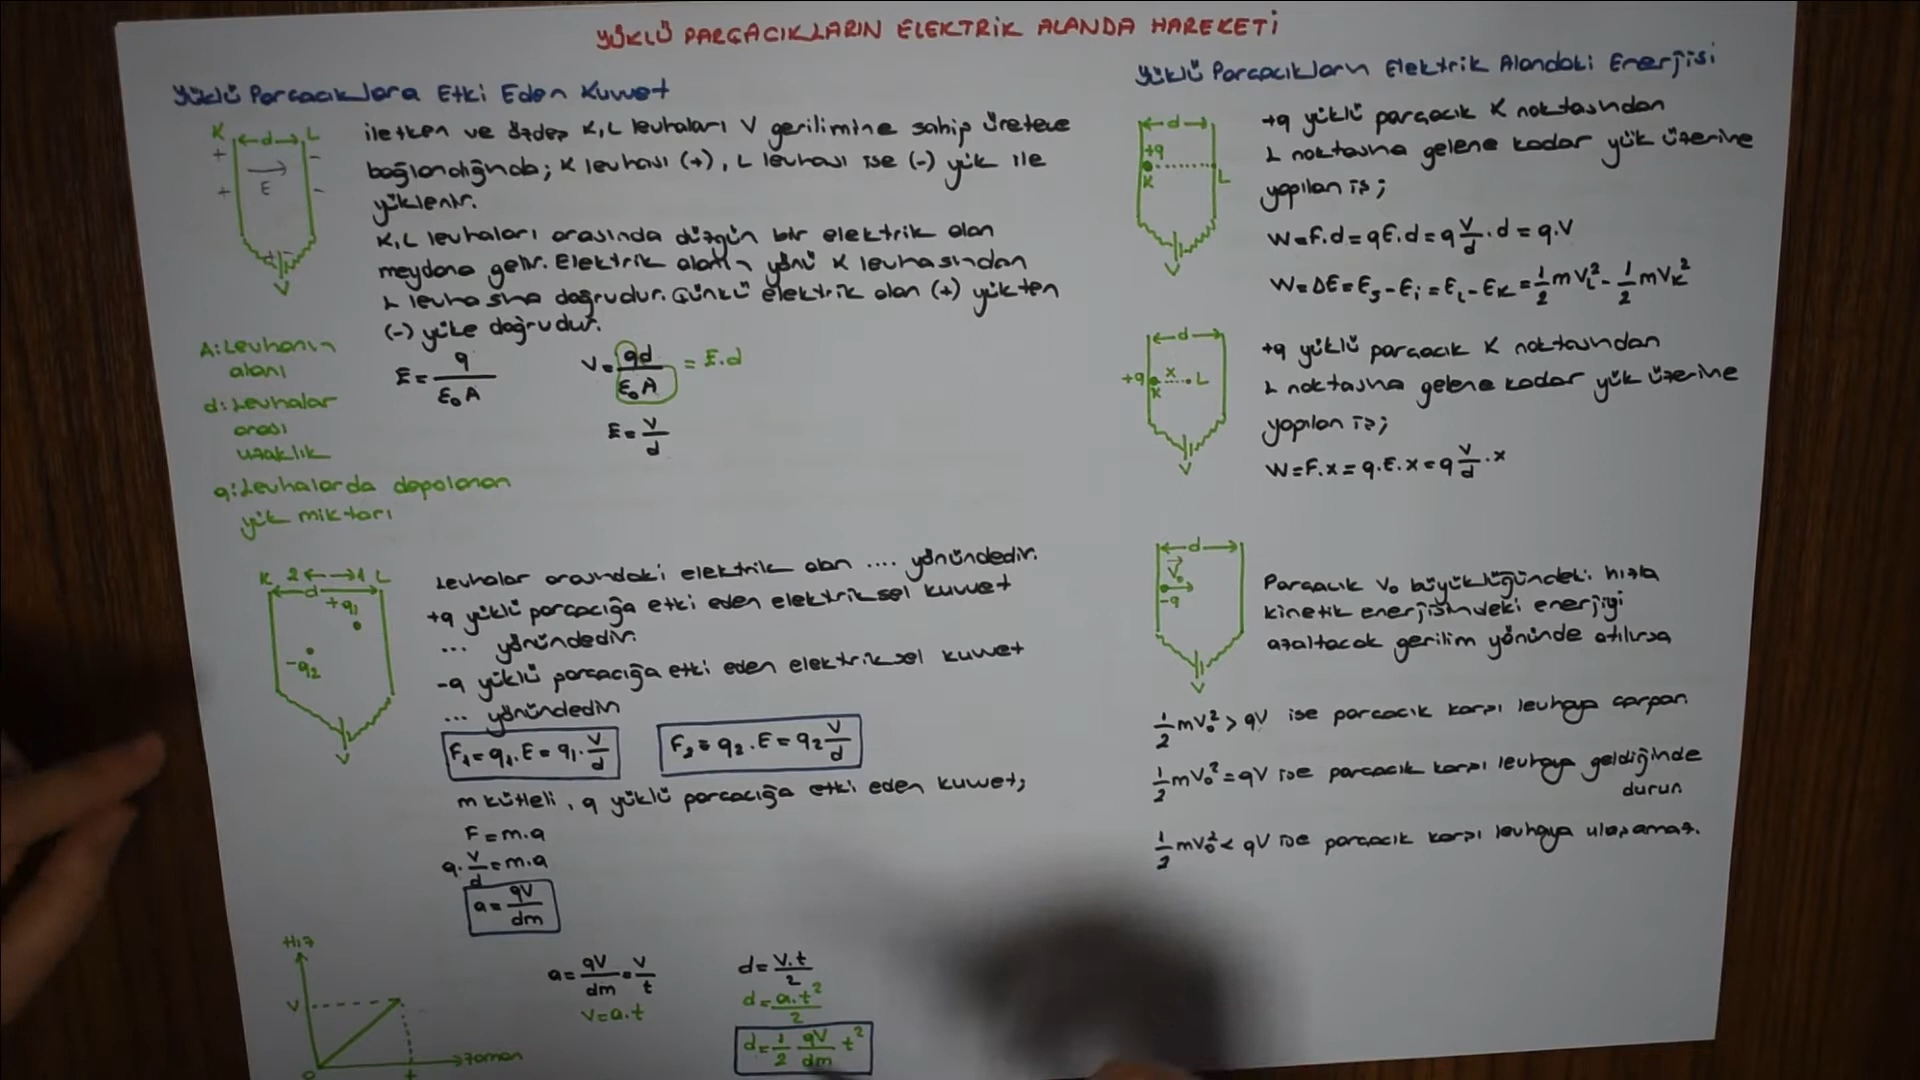 YÜKLÜ PARÇACIKLARIN ELEKTRİK ALANDA HAREKETİ
Yüklü Parçacıklara Etki Eden Kuvvet
K d L
+ -
E
+ -
V
iletken ve özdeş K,L levhaları V gerilimine sahip üretece
bağlandığında; K levhası (+), L levhası ise (-) yük ile
yüklenir.
K,L levhaları arasında düzgün bir elektrik alan
meydana gelir. Elektrik alanın yönü K levhasından
L levhasına doğrudur. Çünkü elektrik alan (+) yükten
(-) yüke doğrudur.
A: Levhanın
alanı
d: Levhalar
arası
uzaklık
q: Levhalarda depolanan
yük miktarı
E = q/ε₀A
V = qd/ε₀A = E.d
E = V/d
K 2 ←→ 1 L
d
+q₁
-q₂
V
Levhalar arasındaki elektrik alan .... yönündedir.
+q yüklü parçacığa etki eden elektriksel kuvvet
... yönündedir.
-q yüklü parçacığa etki eden elektriksel kuvvet
... yönündedir
F₁ = q₁.E = q₁.V/d
F₂ = q₂.E = q₂ V/d
m kütleli, q yüklü parçacığa etki eden kuvvet;
F = m.a
q.V/d = m.a
a = qV/dm
Hız
V
0 t zaman
a = qV/dm = V/t
V = a.t
d = V.t/2
d = a.t²/2
d = 1/2 qV/dm t²
Yüklü Parçacıkların Elektrik Alandaki Enerjisi
d
+q
K L
V
+q yüklü parçacık K noktasından
L noktasına gelene kadar yük üzerine
yapılan iş;
W = F.d = qE.d = q V/d . d = q.V
W = ΔE = Es - Ei = EL - EK = 1/2 mVL² - 1/2 mVK²
d
+q x L
K
V
+q yüklü parçacık K noktasından
L noktasına gelene kadar yük üzerine
yapılan iş;
W = F.x = q.E.x = q V/d . x
d
V₀
-q
V
Parçacık V₀ büyüklüğündeki hızla
kinetik enerjisindeki enerjiyi
azaltacak gerilim yönünde atılırsa
1/2 mV₀² > qV ise parçacık karşı levhaya çarpar.
1/2 mV₀² = qV ise parçacık karşı levhaya geldiğinde
durur.
1/2 mV₀² < qV ise parçacık karşı levhaya ulaşamaz.